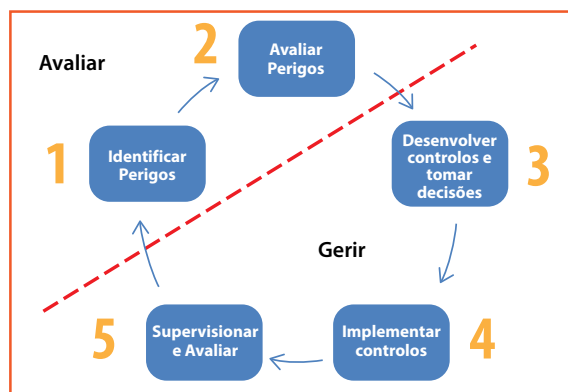 Avaliar
2
Avaliar
Perigos
1
Identificar
Perigos
Desenvolver
controlos e
tomar
decisões
3
Gerir
5
Supervisionar
e Avaliar
Implementar
controlos
4